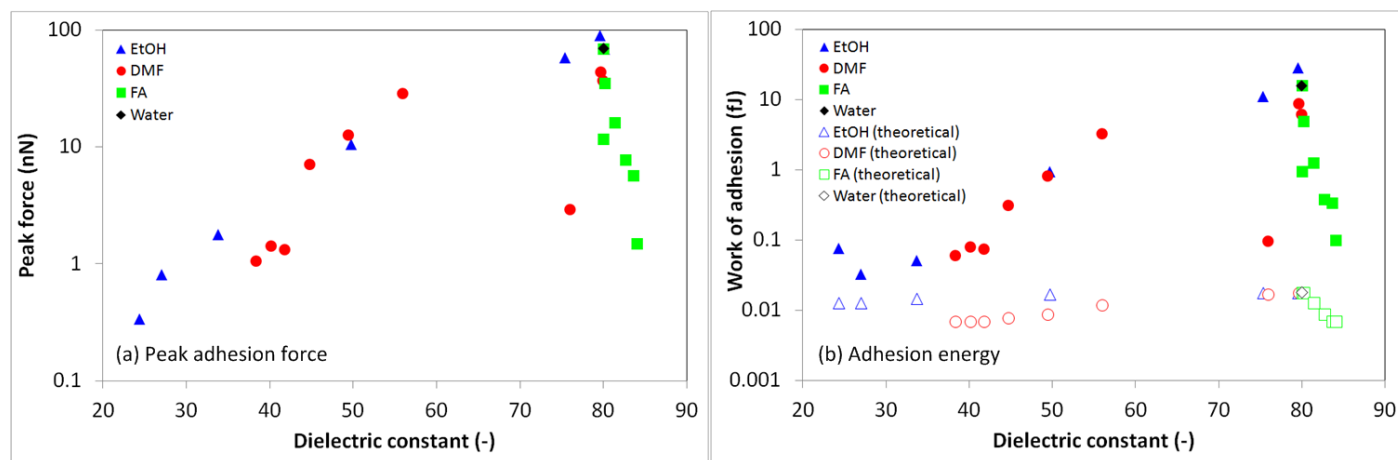 100
10
1
0.1
Peak force (nN)
EtOH
DMF
FA
Water
(a) Peak adhesion force
20 30 40 50 60 70 80 90
Dielectric constant (-)
100
10
1
0.1
0.01
0.001
Work of adhesion (fJ)
EtOH
DMF
FA
Water
EtOH (theoretical)
DMF (theoretical)
FA (theoretical)
Water (theoretical)
(b) Adhesion energy
20 30 40 50 60 70 80 90
Dielectric constant (-)